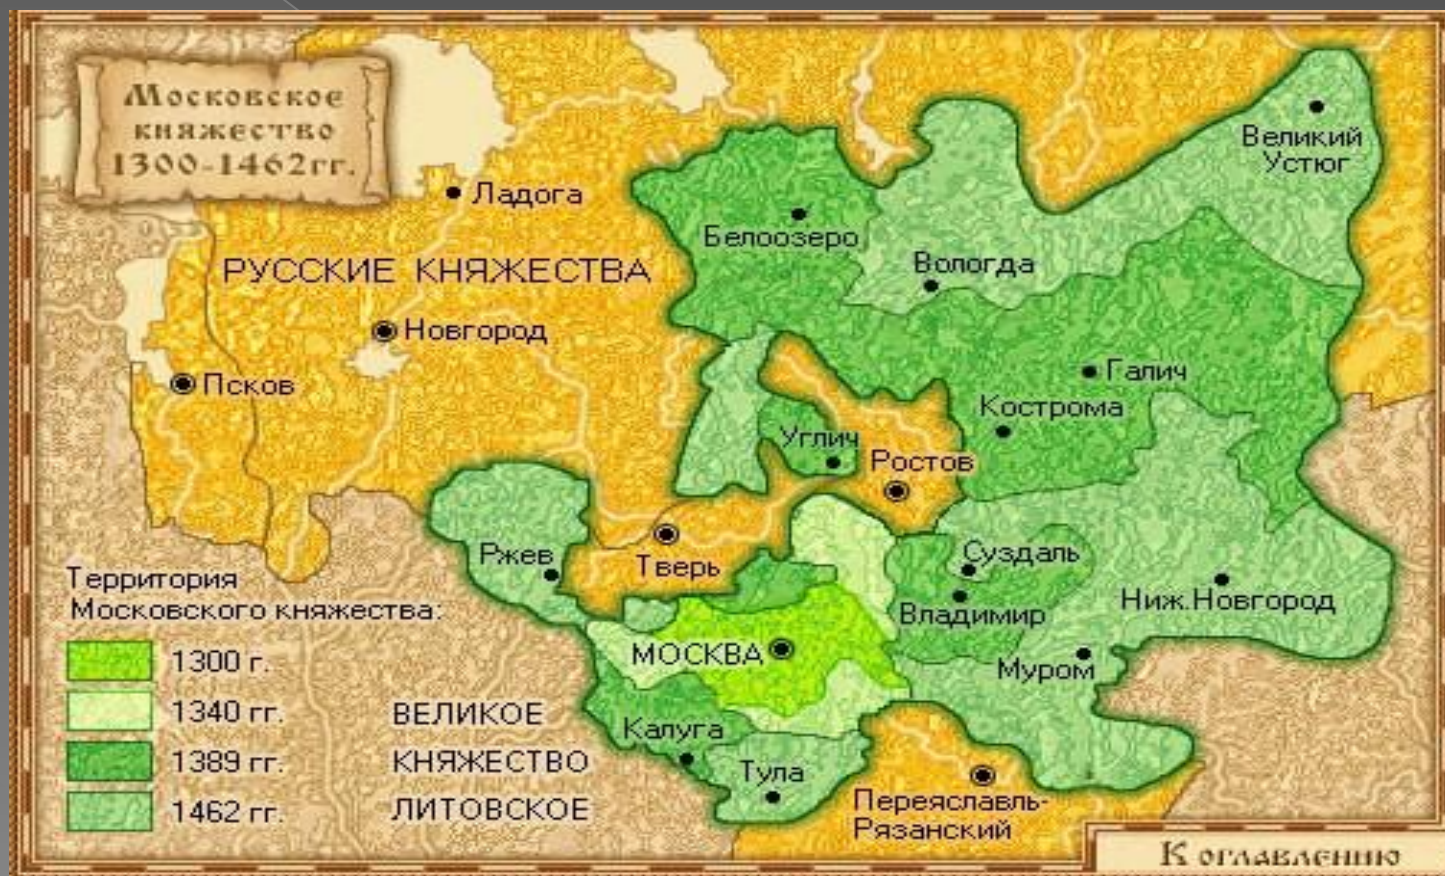 Московское
княжество
1300-1462гг.
Ладога
Великий
Устюг
Белоозеро
Вологда
РУССКИЕ КНЯЖЕСТВА
Новгород
Псков
Галич
Кострома
Углич
Ростов
Тверь
Ржев
Суздаль
Владимир
Ниж.Новгород
МОСКВА
Муром
Калуга
Тула
Переяславль-
Рязанский
Территория
Московского княжества:
1300 г.
1340 гг.
1389 гг.
1462 гг.
ВЕЛИКОЕ
КНЯЖЕСТВО
ЛИТОВСКОЕ
К оглавлению